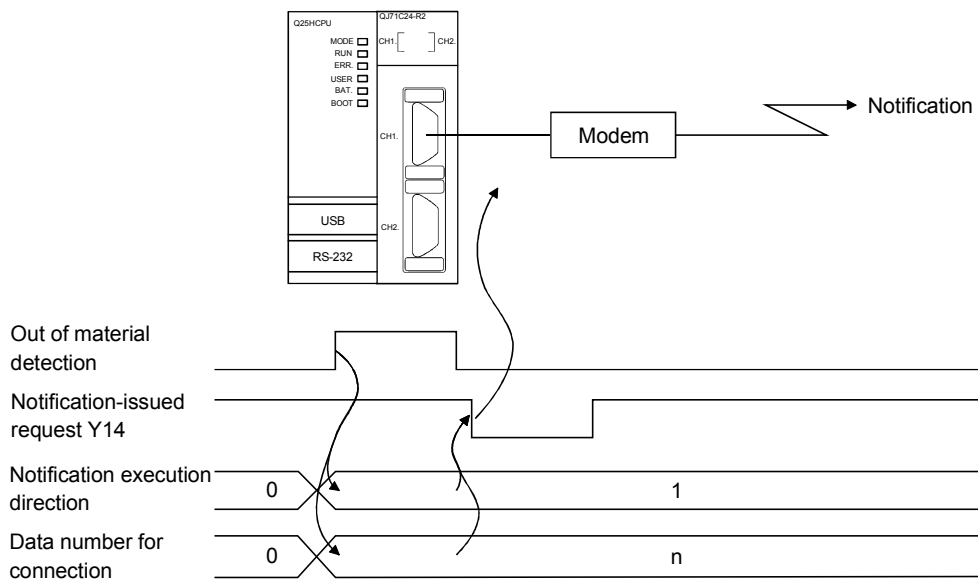 Q25HCPU
QJ71C24-R2
MODE
RUN
ERR.
USER
BAT.
BOOT
CH1.
CH2.
CH1.
CH2.
USB
RS-232
Modem
Notification
Out of material
detection
Notification-issued
request Y14
Notification execution
direction
0
1
Data number for
connection
0
n